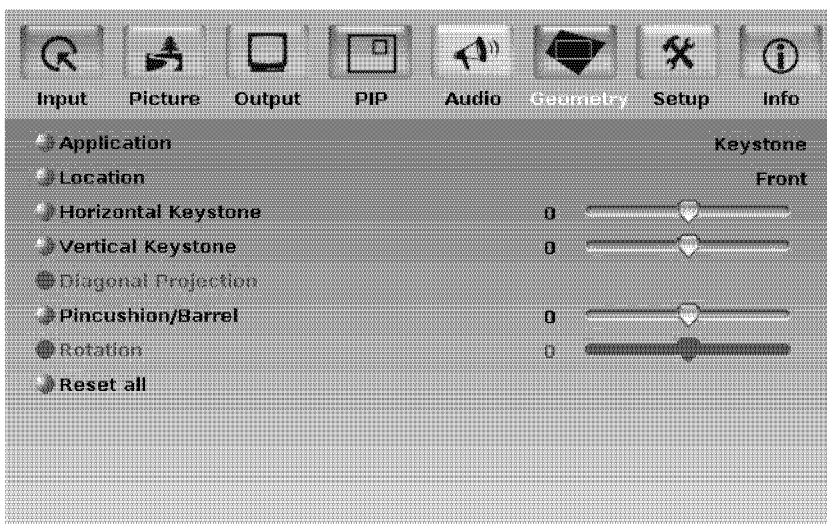 Input Picture Output PIP Audio Geometry Setup Info
Application Keystone
Location Front
Horizontal Keystone 0
Vertical Keystone 0
Diagonal Projection
Pincushion/Barrel 0
Rotation 0
Reset all